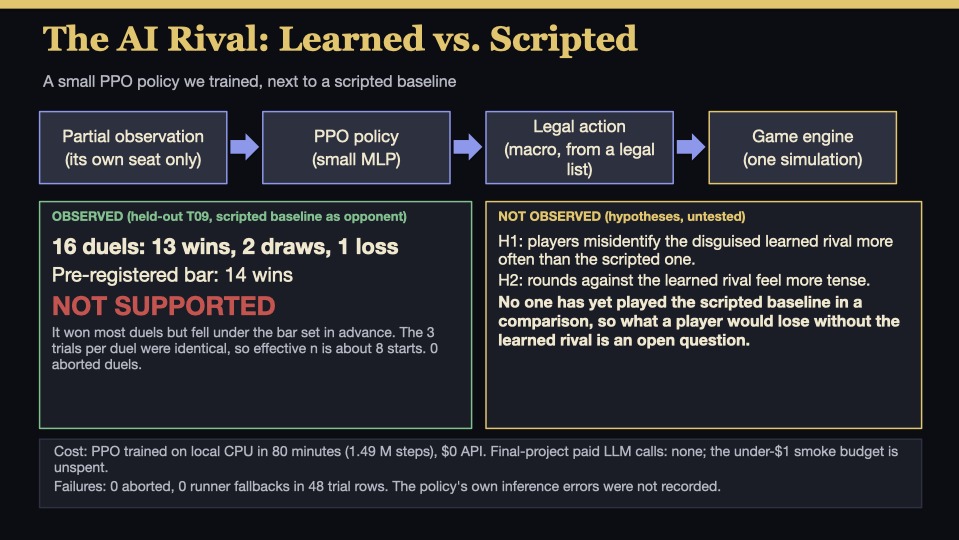 The AI Rival: Learned vs. Scripted
A small PPO policy we trained, next to a scripted baseline
Partial observation
(its own seat only)
PPO policy
(small MLP)
Legal action
(macro, from a legal
list)
Game engine
(one simulation)
OBSERVED (held-out T09, scripted baseline as opponent)
16 duels: 13 wins, 2 draws, 1 loss
Pre-registered bar: 14 wins
NOT SUPPORTED
It won most duels but fell under the bar set in advance. The 3
trials per duel were identical, so effective n is about 8 starts. 0
aborted duels.
NOT OBSERVED (hypotheses, untested)
H1: players misidentify the disguised learned rival more
often than the scripted one.
H2: rounds against the learned rival feel more tense.
No one has yet played the scripted baseline in a
comparison, so what a player would lose without the
learned rival is an open question.
Cost: PPO trained on local CPU in 80 minutes (1.49 M steps), $0 API. Final-project paid LLM calls: none; the under-$1 smoke budget is
unspent.
Failures: 0 aborted, 0 runner fallbacks in 48 trial rows. The policy's own inference errors were not recorded.